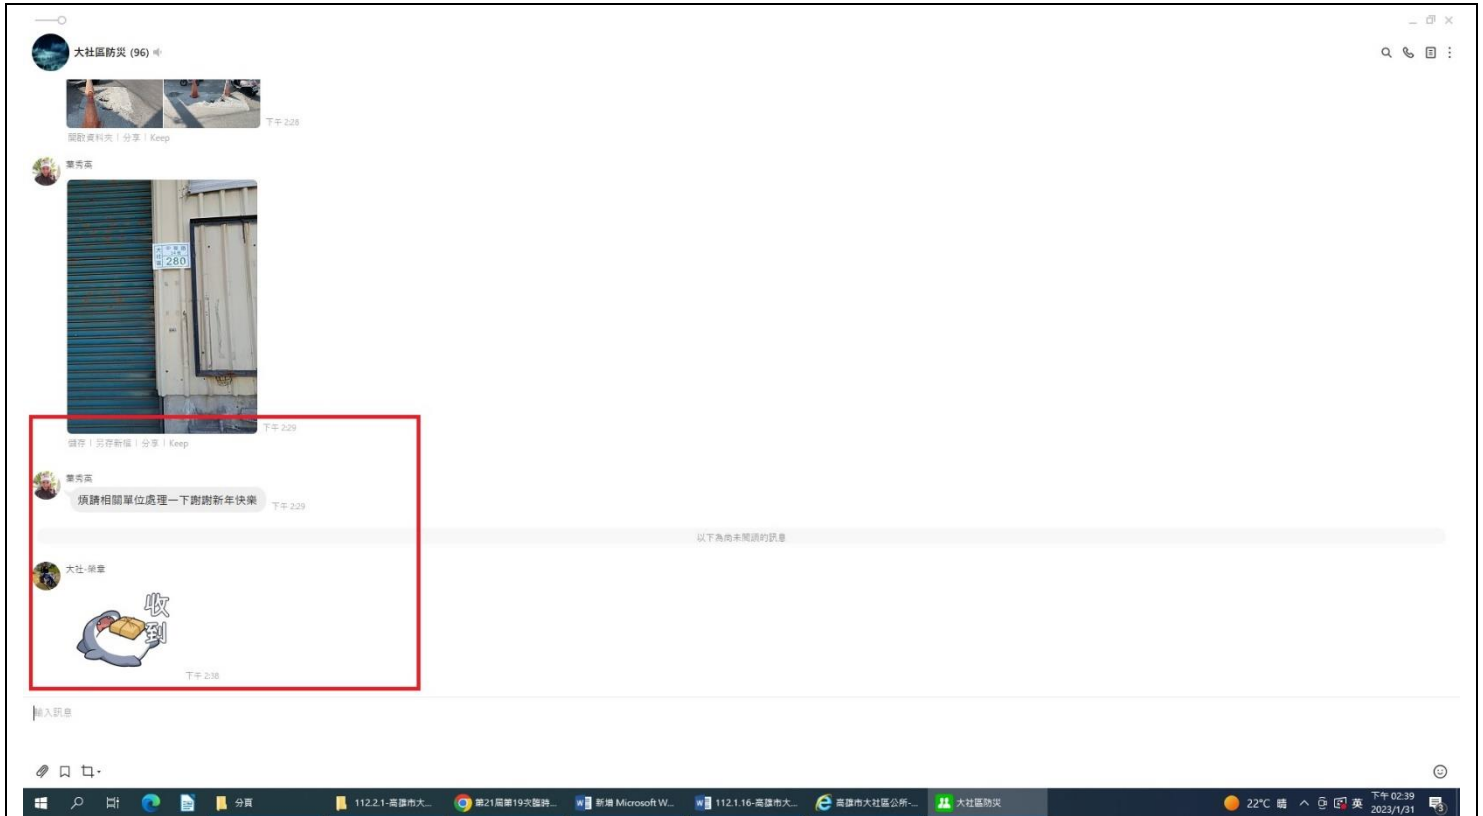 大社區防災 (96)
下午 2:28
開啟資料夾 | 分享 | Keep
葉秀英
280
下午 2:29
儲存 | 另存新檔 | 分享 | Keep
葉秀英
煩請相關單位處理一下謝謝新年快樂
下午 2:29
以下為尚未閱讀的訊息
大社-榮章
收到
下午 2:38
輸入訊息
分頁
112.2.1-高雄市大...
第21屆第19次臨時...
新增 Microsoft W...
112.1.16-高雄市大...
高雄市大社區公所-...
大社區防災
22°C 晴
英
下午 02:39
2023/1/31
3